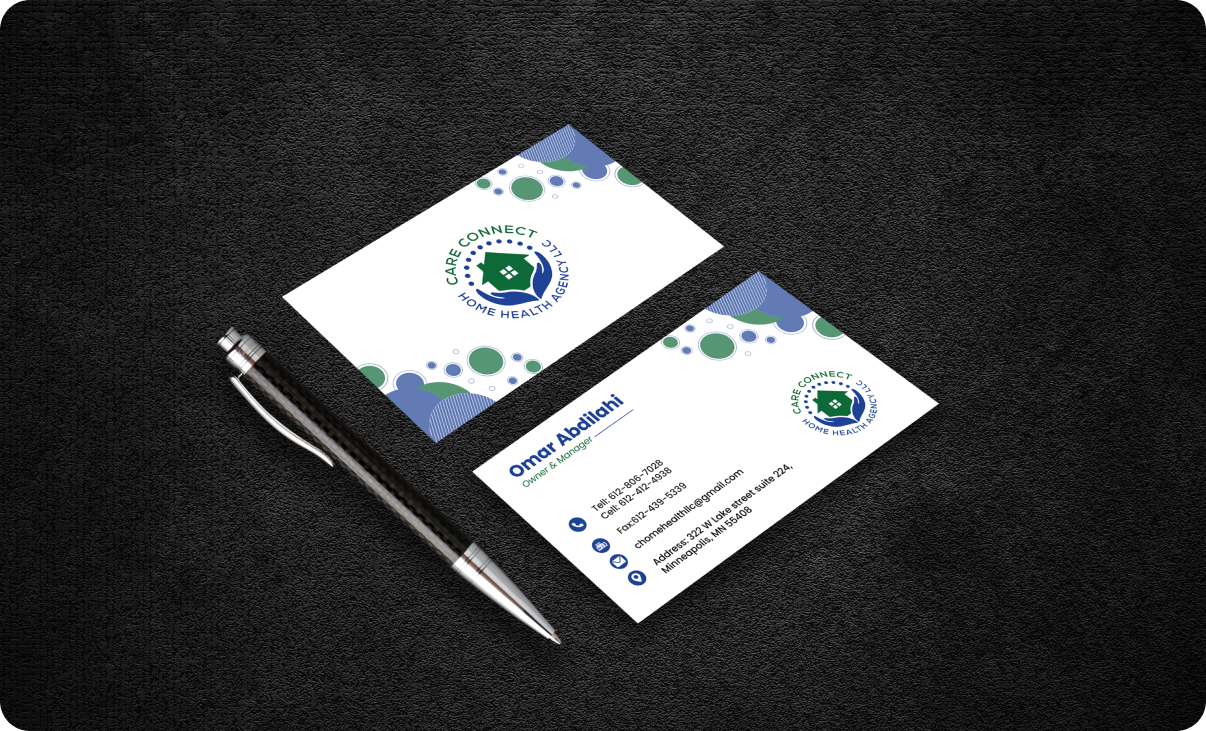 CARE CONNECT
HOME HEALTH AGENCY LLC
CARE CONNECT
HOME HEALTH AGENCY LLC
Omar Abdilahi
Owner & Manager
Tell: 612-806-7028
Cell: 612-412-4938
Fax:612-439-5339
chomehealthllc@gmail.com
Address: 322 W Lake street suite 224,
Minneapolis, MN 55408